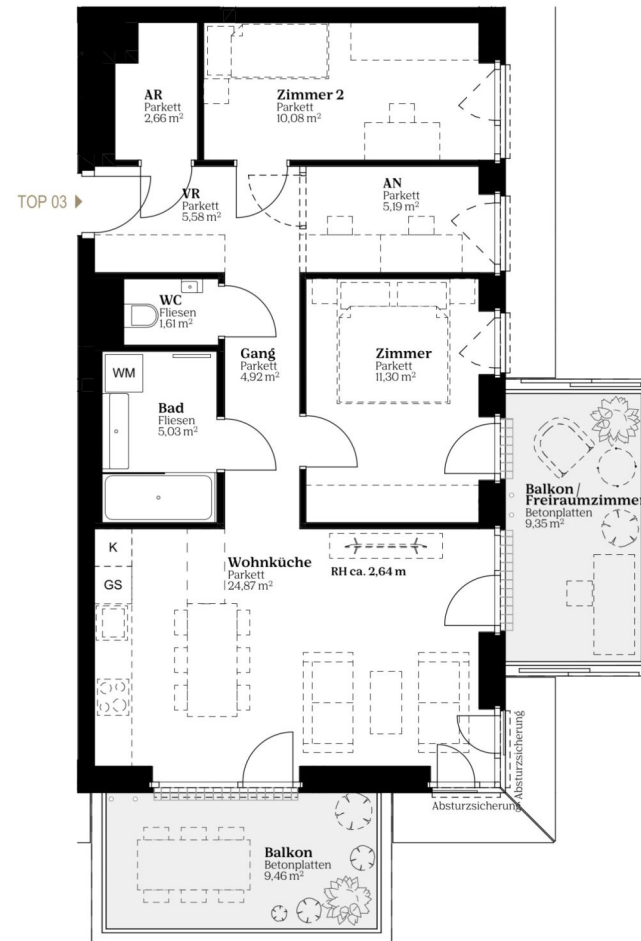 AR
Parkett
2,66 m²
Zimmer 2
Parkett
10,08 m²
TOP 03
VR
Parkett
5,58 m²
AN
Parkett
5,19 m²
WC
Fliesen
1,61 m²
Gang
Parkett
4,92 m²
Zimmer
Parkett
11,30 m²
WM
Bad
Fliesen
5,03 m²
Balkon/
Freiraumzimmer
Betonplatten
9,35 m²
K
GS
Wohnküche
Parkett
24,87 m²
RH ca. 2,64 m
Absturzsicherung
Absturzsicherung
Balkon
Betonplatten
9,46 m²